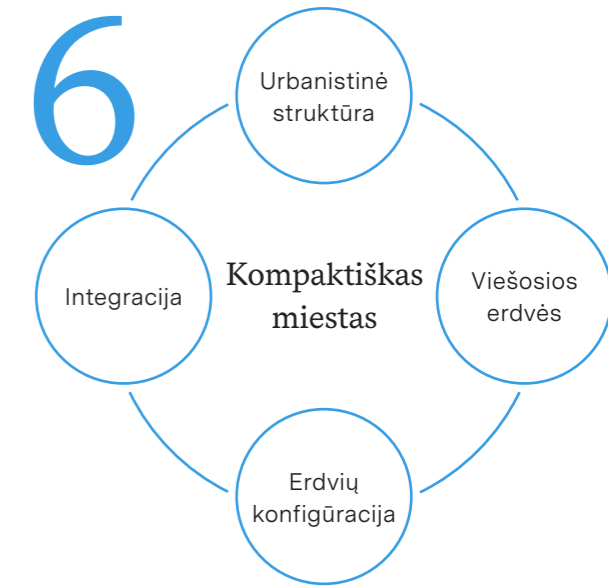 6
Urbanistinė
struktūra
Integracija
Kompaktiškas
miestas
Viešosios
erdvės
Erdvių
konfigūracija